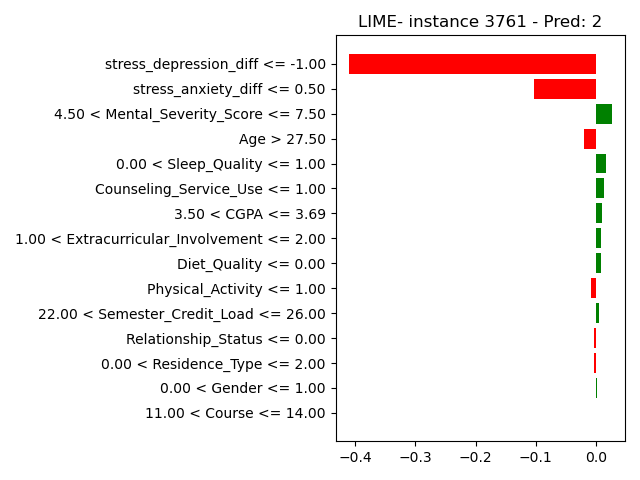 LIME- instance 3761 - Pred: 2
stress_depression_diff <= -1.00
stress_anxiety_diff <= 0.50
4.50 < Mental_Severity_Score <= 7.50
Age > 27.50
0.00 < Sleep_Quality <= 1.00
Counseling_Service_Use <= 1.00
3.50 < CGPA <= 3.69
1.00 < Extracurricular_Involvement <= 2.00
Diet_Quality <= 0.00
Physical_Activity <= 1.00
22.00 < Semester_Credit_Load <= 26.00
Relationship_Status <= 0.00
0.00 < Residence_Type <= 2.00
0.00 < Gender <= 1.00
11.00 < Course <= 14.00
−0.4 −0.3 −0.2 −0.1 0.0